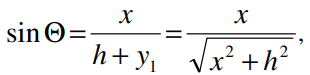 sin Θ = x / (h + y₁) = x / √(x² + h²),